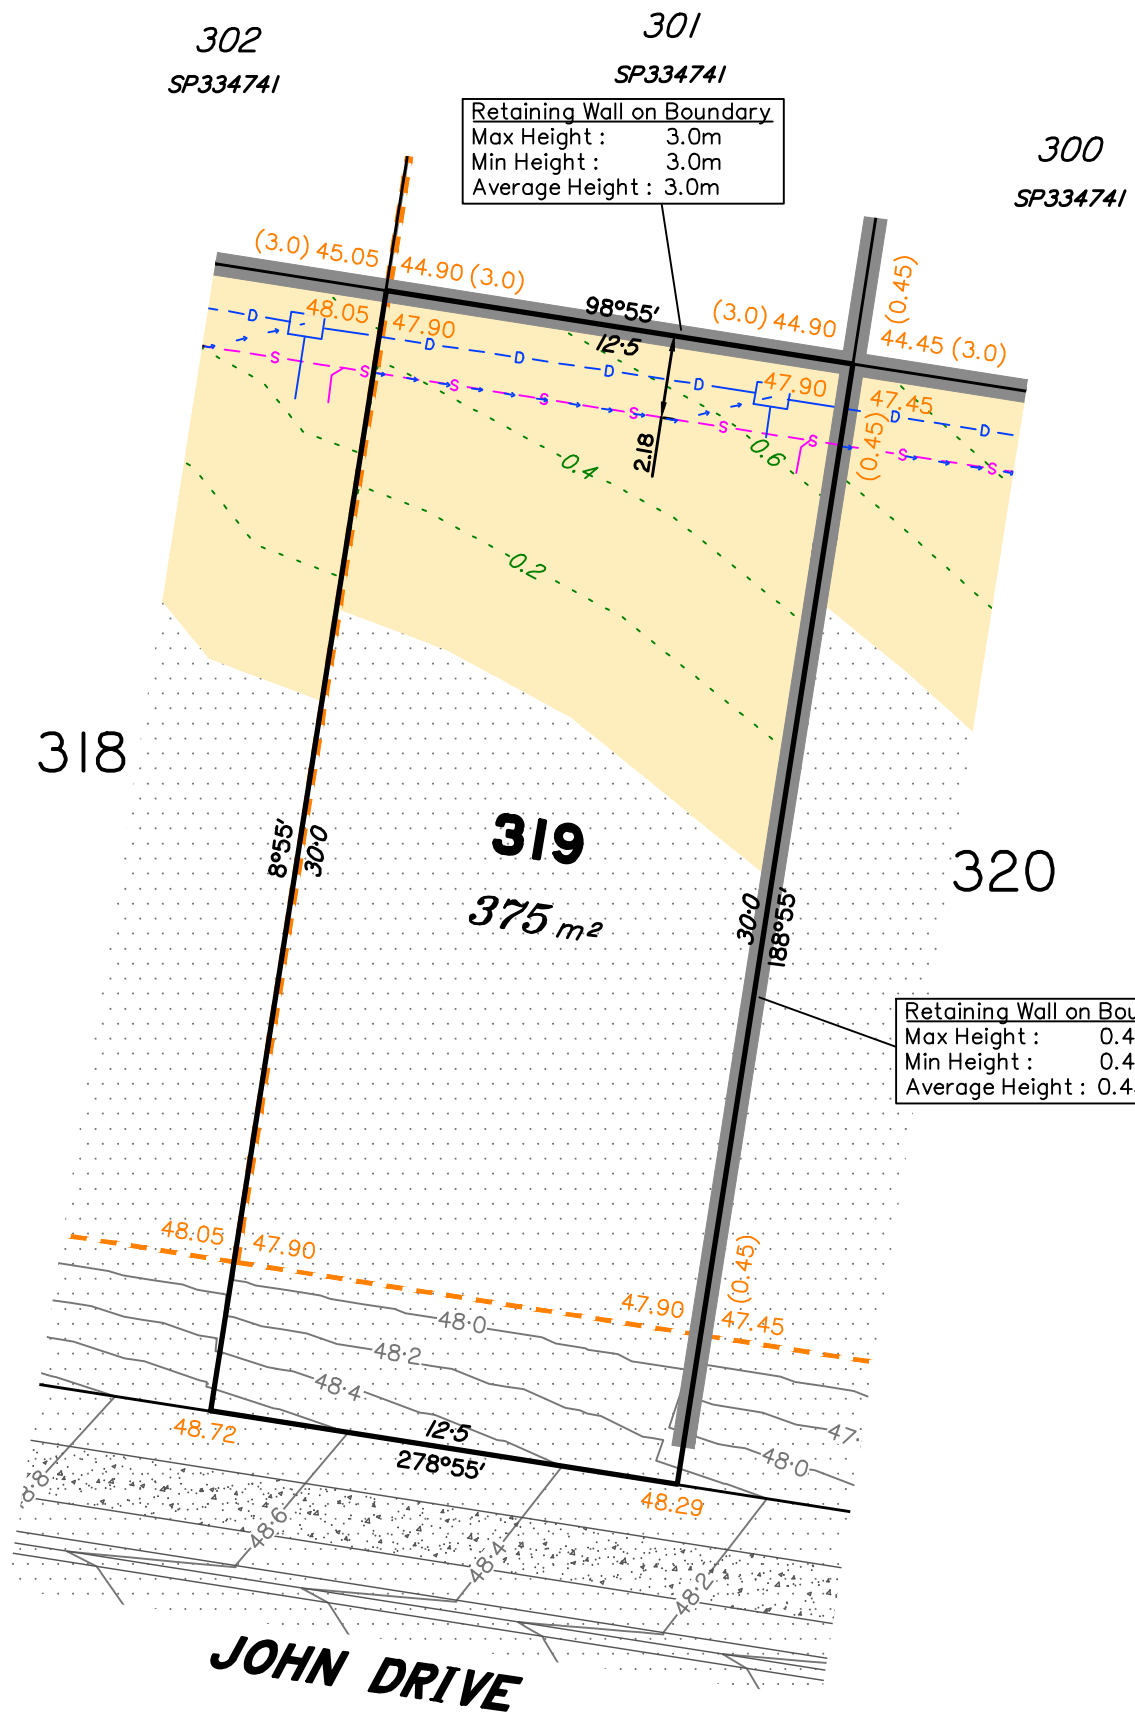 302
SP334741
301
SP334741
300
SP334741
Retaining Wall on Boundary
Max Height : 3.0m
Min Height : 3.0m
Average Height : 3.0m
(3.0) 45.05
44.90 (3.0)
98°55'
12·5
(3.0) 44.90
(0.45)
44.45 (3.0)
48.05
47.90
47.90
47.45
(0.45)
D
D
D
D
D
D
D
S
S
S
S
S
S
S
S
S
2.18
0.6
0.4
0.2
318
319
375 m²
320
8°55'
30·0
30·0
188°55'
Retaining Wall on Bou
Max Height : 0.4
Min Height : 0.4
Average Height : 0.4
48.05
47.90
47.90
47.45
(0.45)
48·0
48·2
48·4
47·
48·0
48.72
12·5
278°55'
48.29
8·8
48·6
48·4
48·2
JOHN DRIVE